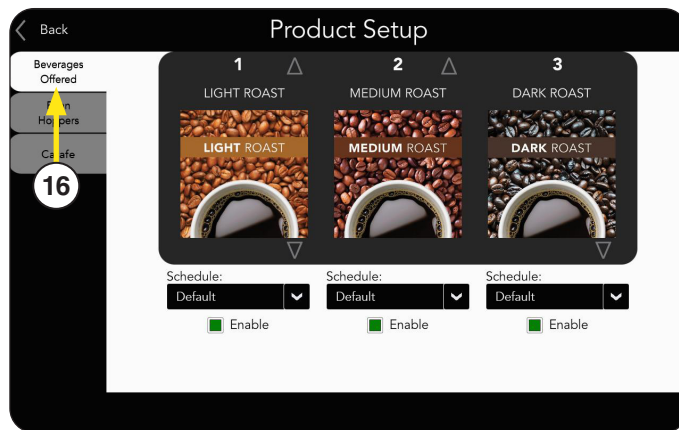 Back
Product Setup
Beverages
Offered
Hoppers
16
1
2
3
LIGHT ROAST
MEDIUM ROAST
DARK ROAST
LIGHT ROAST
MEDIUM ROAST
DARK ROAST
Schedule:
Schedule:
Schedule:
Default
Default
Default
Enable
Enable
Enable